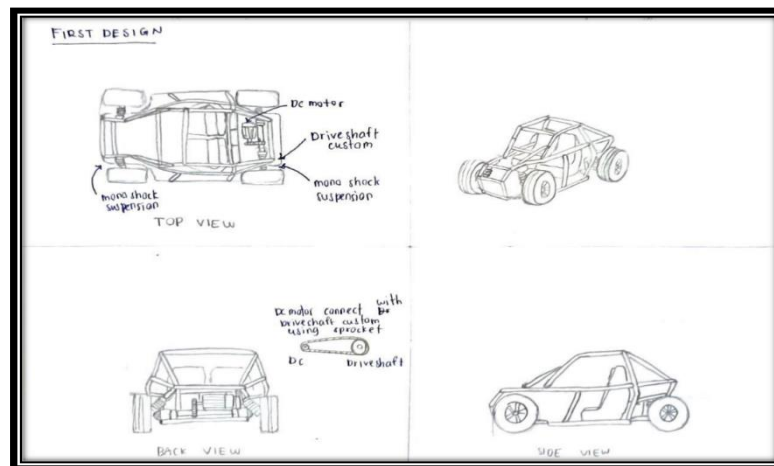 FIRST DESIGN
DC motor
Driveshaft
custom
mono shock
suspension
mono shock
suspension
TOP VIEW
DC motor connect with
Driveshaft custom
using sprocket
DC
Driveshaft
BACK VIEW
SIDE VIEW